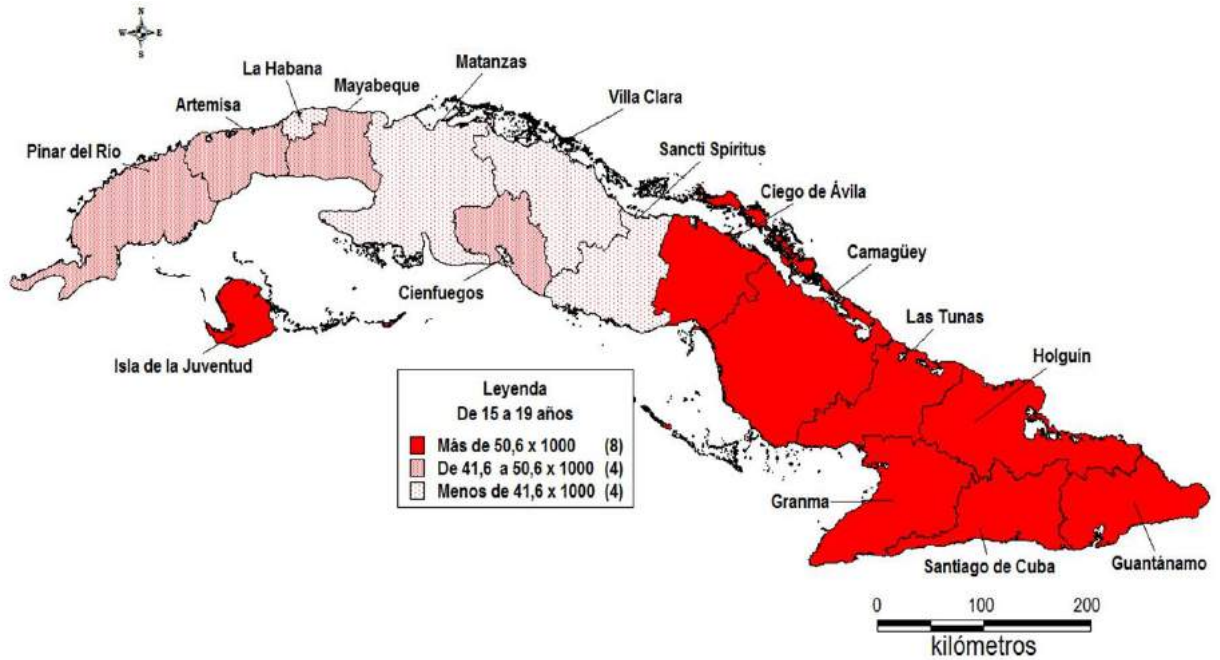 N
W E
S
La Habana
Matanzas
Mayabeque
Artemisa
Villa Clara
Pinar del Rio
Sancti Spiritus
Ciego de Ávila
Camagüey
Cienfuegos
Las Tunas
Holguín
Isla de la Juventud
Leyenda
De 15 a 19 años
Más de 50,6 x 1000 (8)
De 41,6 a 50,6 x 1000 (4)
Menos de 41,6 x 1000 (4)
Granma
Santiago de Cuba
Guantánamo
0 100 200
kilómetros